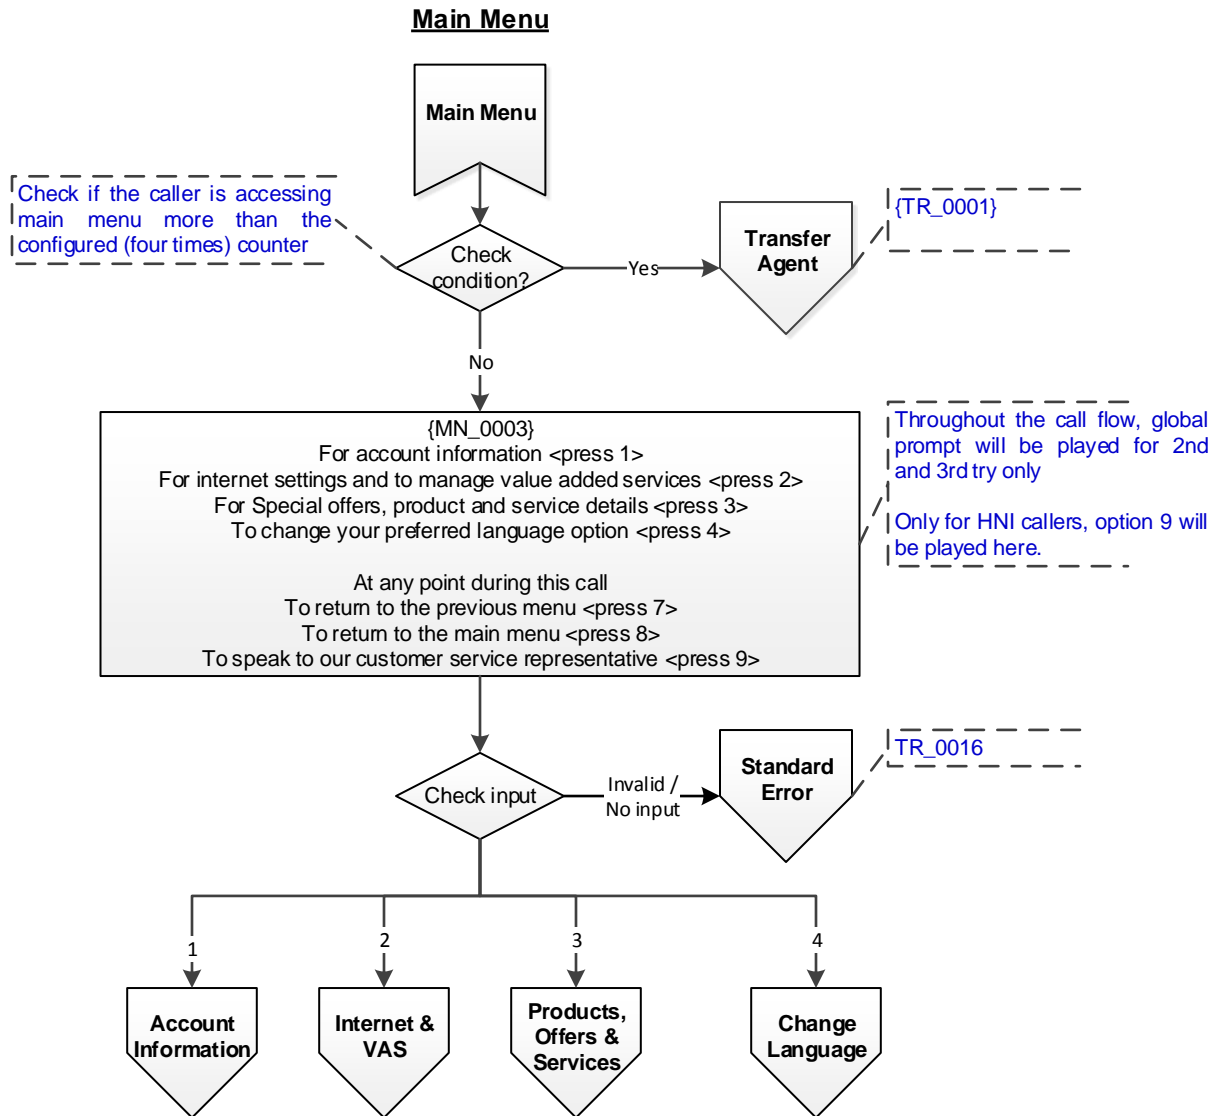 Main Menu
Main Menu
Check if the caller is accessing
main menu more than the
configured (four times) counter
Check
condition?
Yes
Transfer
Agent
{TR_0001}
No
{MN_0003}
For account information <press 1>
For internet settings and to manage value added services <press 2>
For Special offers, product and service details <press 3>
To change your preferred language option <press 4>
At any point during this call
To return to the previous menu <press 7>
To return to the main menu <press 8>
To speak to our customer service representative <press 9>
Throughout the call flow, global
prompt will be played for 2nd
and 3rd try only
Only for HNI callers, option 9 will
be played here.
Check input
Invalid /
No input
Standard
Error
TR_0016
1
2
3
4
Account
Information
Internet &
VAS
Products,
Offers &
Services
Change
Language